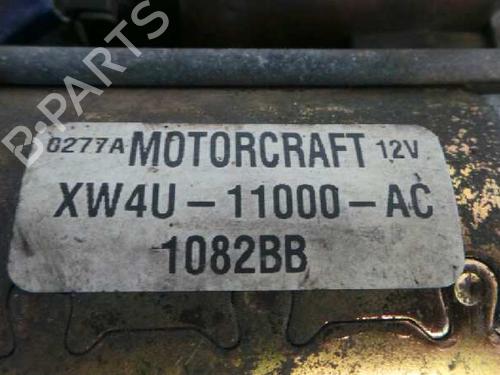 B-PARTS
0277A MOTORCRAFT 12V
XW4U-11000-AC
1082BB